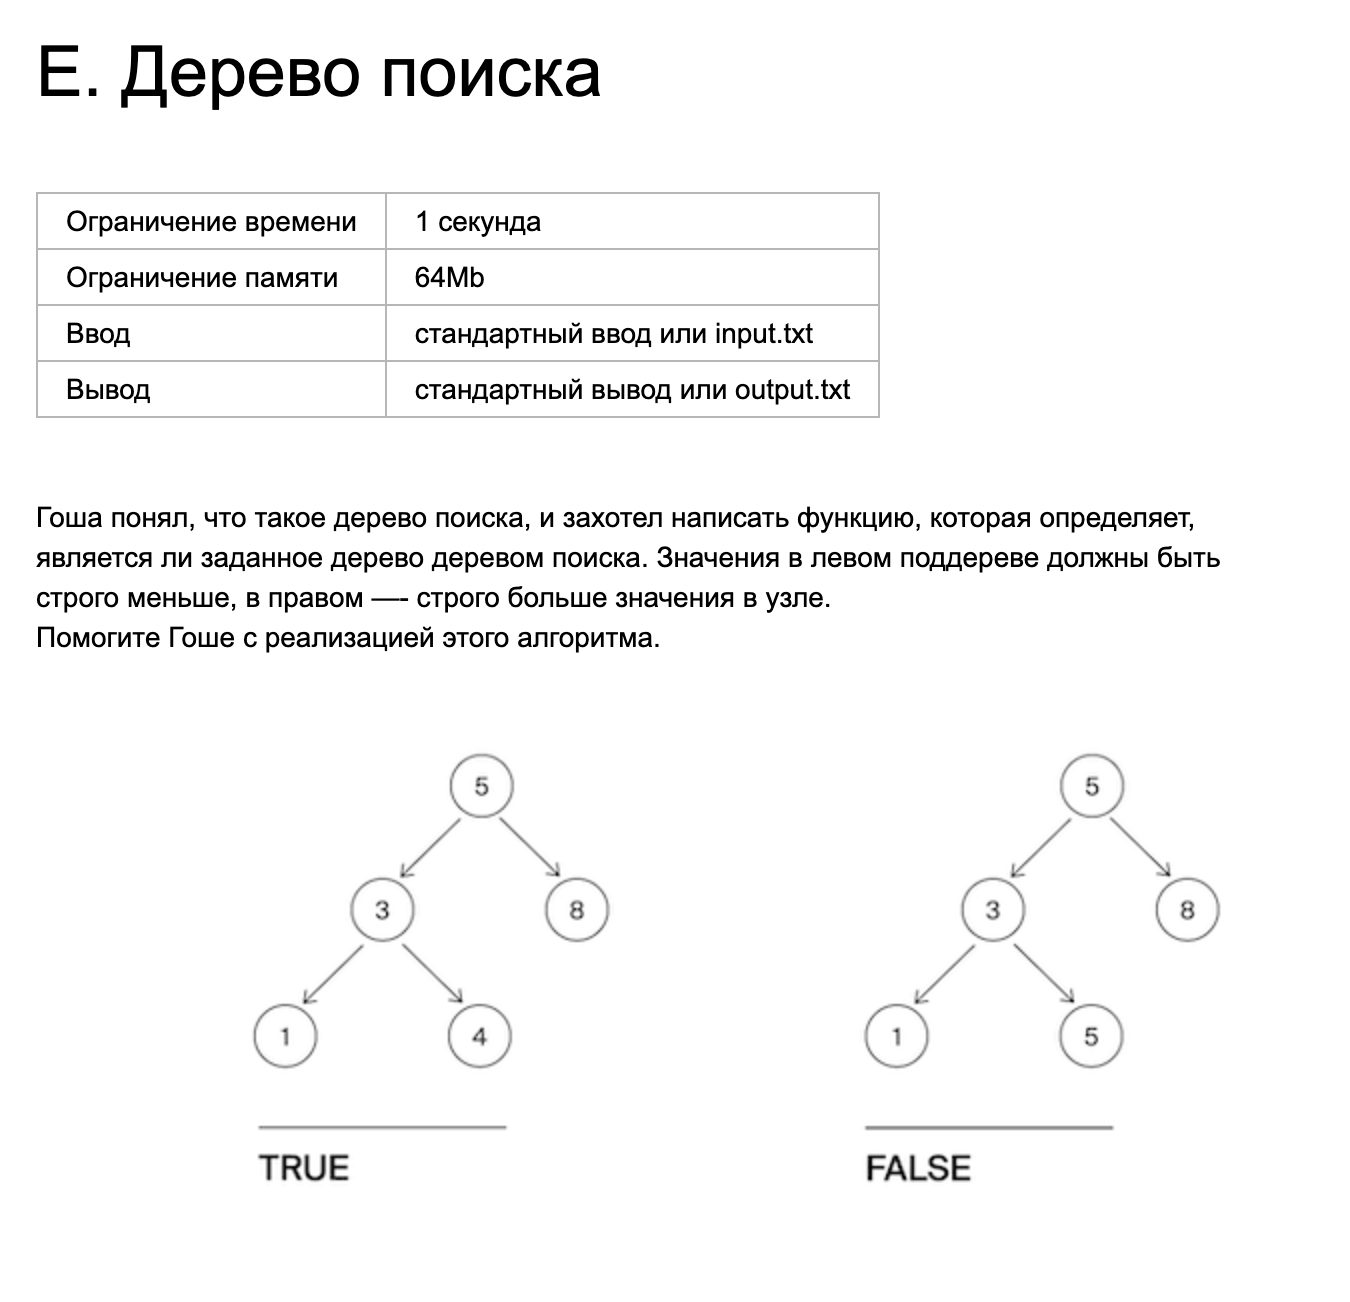 E. Дерево поиска
Ограничение времени 1 секунда
Ограничение памяти 64Mb
Ввод стандартный ввод или input.txt
Вывод стандартный вывод или output.txt
Гоша понял, что такое дерево поиска, и захотел написать функцию, которая определяет,
является ли заданное дерево деревом поиска. Значения в левом поддереве должны быть
строго меньше, в правом —- строго больше значения в узле.
Помогите Гоше с реализацией этого алгоритма.
5 5
3 8 3 8
1 4 1 5
TRUE FALSE